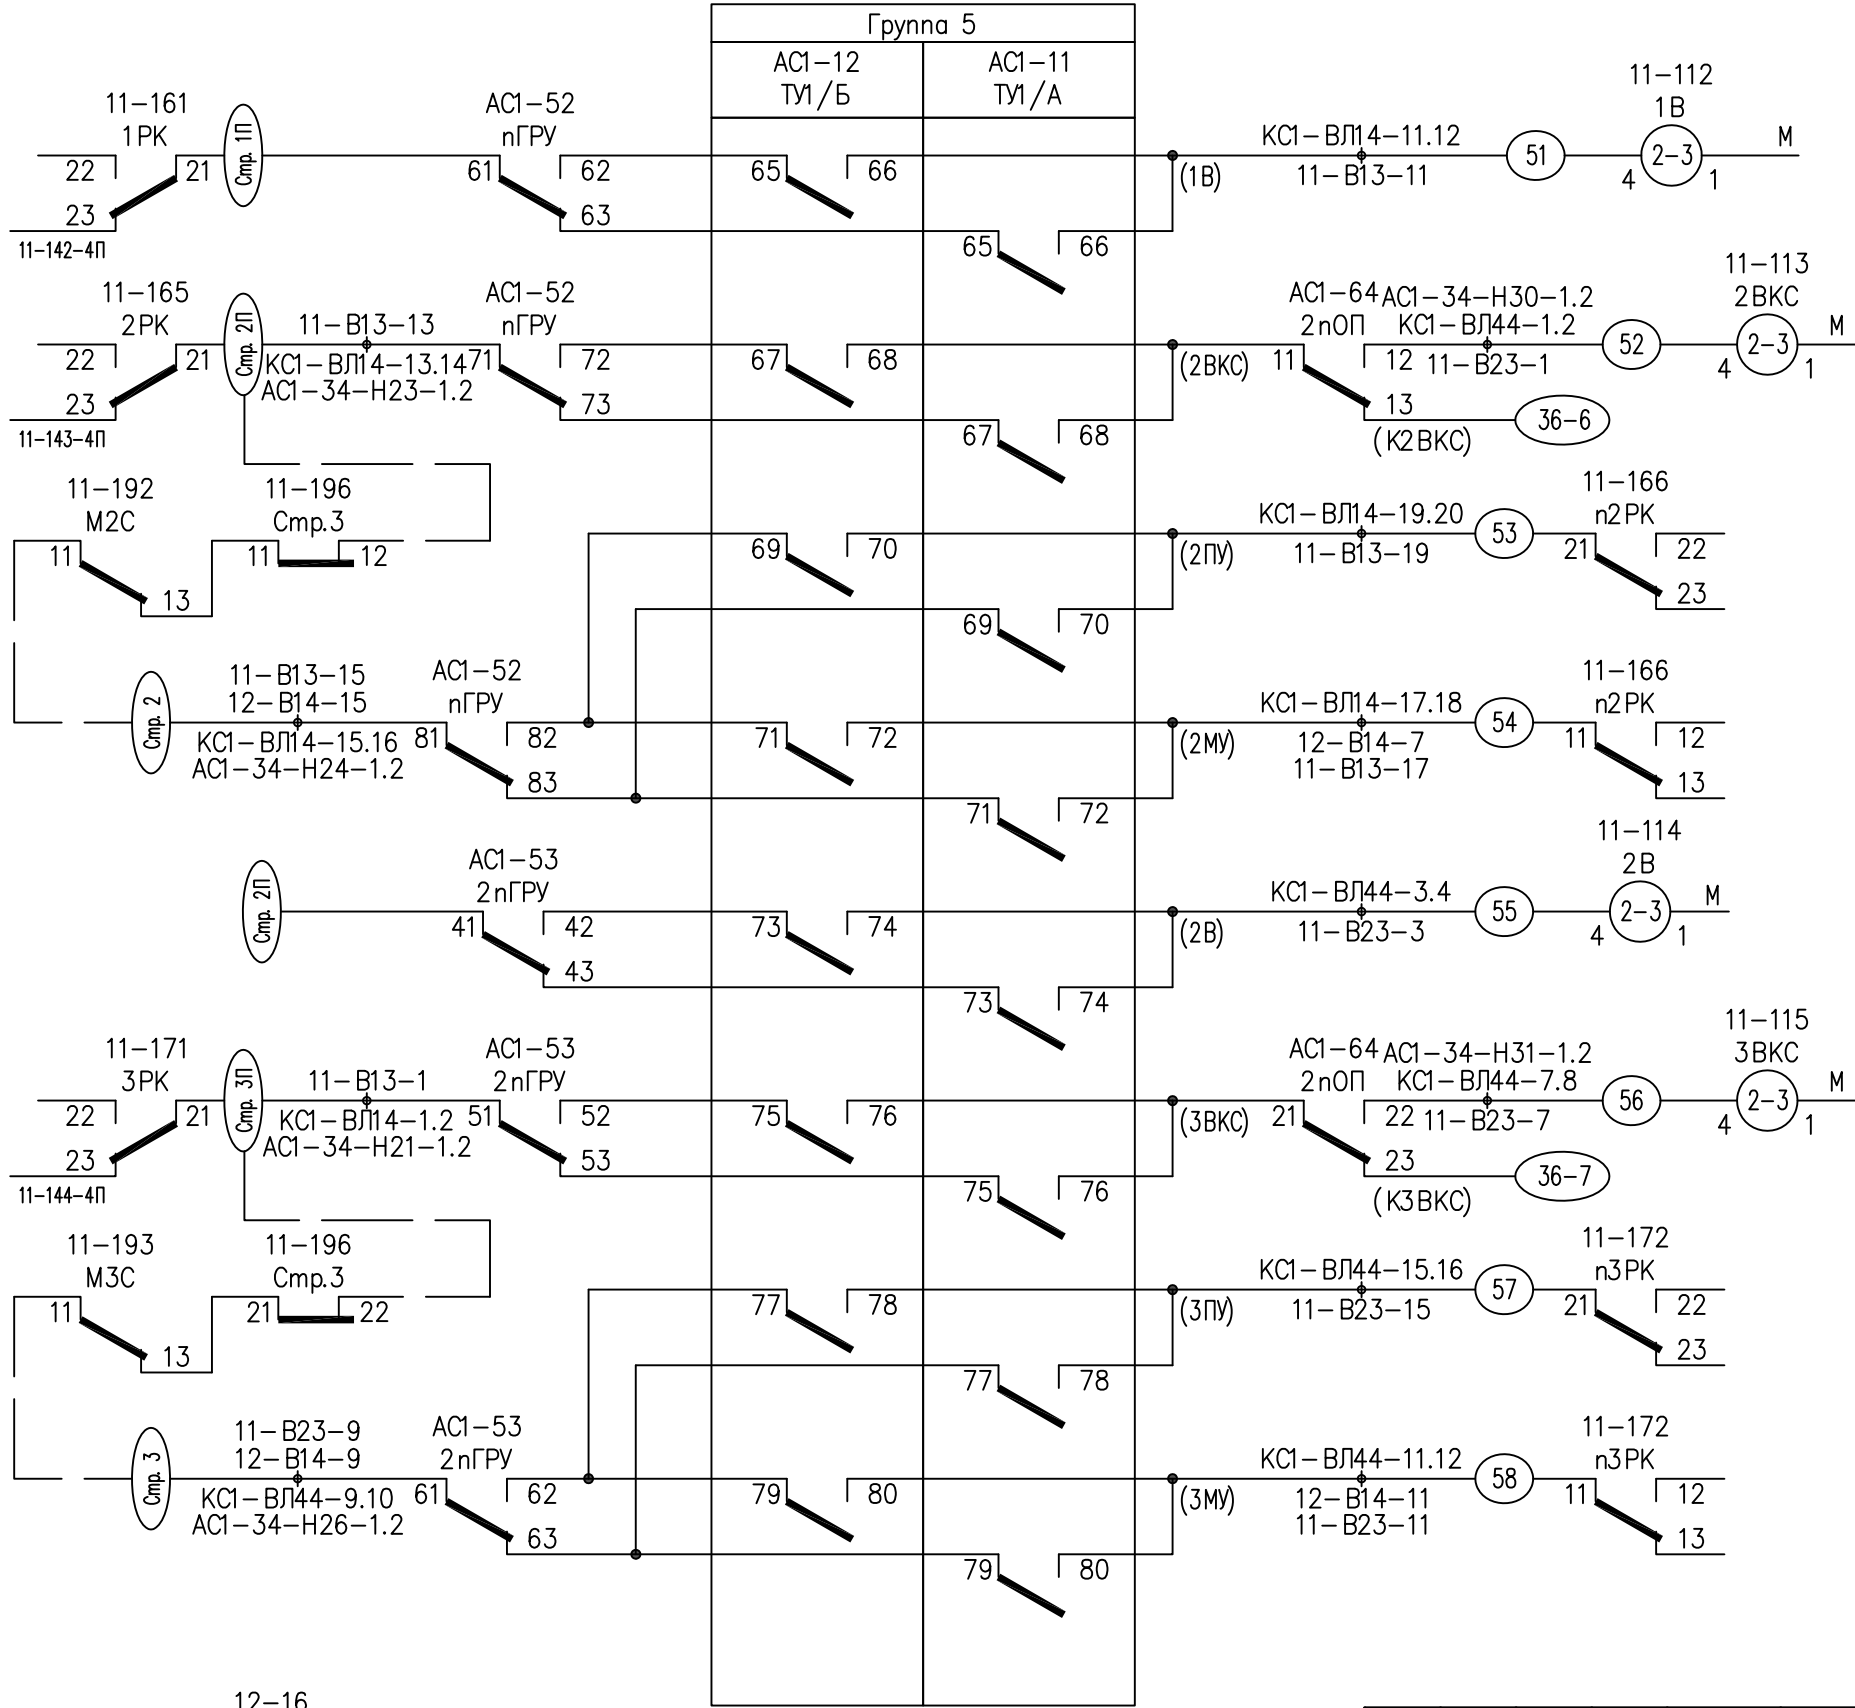 Группа 5
АС1-12
ТУ1/Б
АС1-11
ТУ1/А
11-161
1РК
22
21
23
11-142-4П
Стр. 1П
АС1-52
пГРУ
61
62
63
65
66
65
66
(1В)
КС1-ВЛ14-11.12
11-В13-11
51
11-112
1В
2-3
4
1
М
11-165
2РК
22
21
23
11-143-4П
Стр. 2П
11-В13-13
КС1-ВЛ14-13.14
АС1-34-Н23-1.2
АС1-52
пГРУ
71
72
73
67
68
67
68
(2ВКС)
АС1-64
2пОП
11
12
13
(К2ВКС)
36-6
АС1-34-Н30-1.2
КС1-ВЛ44-1.2
11-В23-1
52
11-113
2ВКС
2-3
4
1
М
11-192
М2С
11
13
11-196
Стр.3
11
12
69
70
69
70
(2ПУ)
КС1-ВЛ14-19.20
11-В13-19
53
11-166
п2РК
21
22
23
Стр. 2
11-В13-15
12-В14-15
КС1-ВЛ14-15.16
АС1-34-Н24-1.2
АС1-52
пГРУ
81
82
83
71
72
71
72
(2МУ)
КС1-ВЛ14-17.18
12-В14-7
11-В13-17
54
11-166
п2РК
11
12
13
Стр. 2П
АС1-53
2пГРУ
41
42
43
73
74
73
74
(2В)
КС1-ВЛ44-3.4
11-В23-3
55
11-114
2В
2-3
4
1
М
11-171
3РК
22
21
23
11-144-4П
Стр. 3П
11-В13-1
КС1-ВЛ14-1.2
АС1-34-Н21-1.2
АС1-53
2пГРУ
51
52
53
75
76
75
76
(3ВКС)
АС1-64
2пОП
21
22
23
(К3ВКС)
36-7
АС1-34-Н31-1.2
КС1-ВЛ44-7.8
11-В23-7
56
11-115
3ВКС
2-3
4
1
М
11-193
М3С
11
13
11-196
Стр.3
21
22
77
78
77
78
(3ПУ)
КС1-ВЛ44-15.16
11-В23-15
57
11-172
п3РК
21
22
23
Стр. 3
11-В23-9
12-В14-9
КС1-ВЛ44-9.10
АС1-34-Н26-1.2
АС1-53
2пГРУ
61
62
63
79
80
79
80
(3МУ)
КС1-ВЛ44-11.12
12-В14-11
11-В23-11
58
11-172
п3РК
11
12
13
12-16